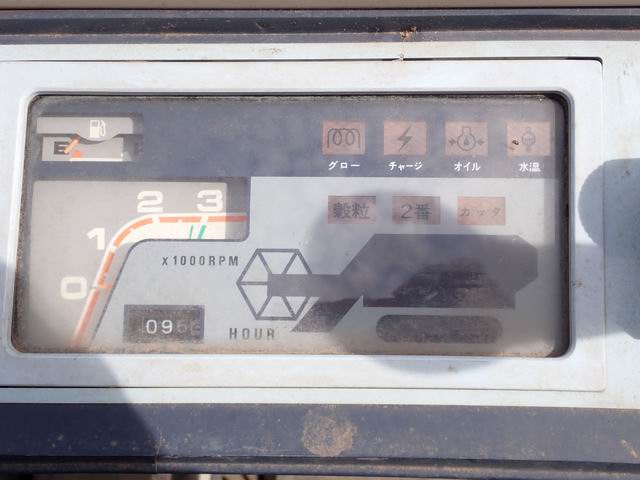 E F
グロー チャージ オイル 水温
穀粒 2番 カッタ
0 1 2 3
x1000RPM
HOUR